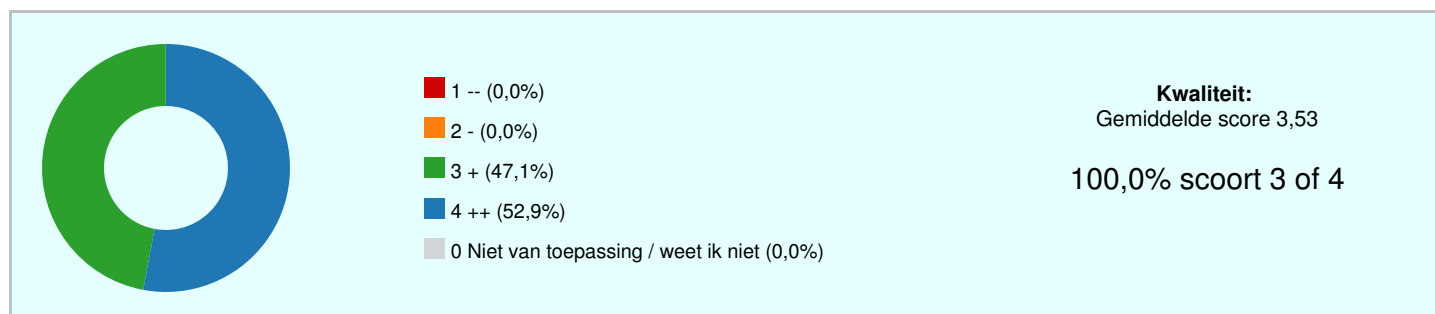 1 -- (0,0%)
2 - (0,0%)
3 + (47,1%)
4 ++ (52,9%)
0 Niet van toepassing / weet ik niet (0,0%)
Kwaliteit:
Gemiddelde score 3,53
100,0% scoort 3 of 4